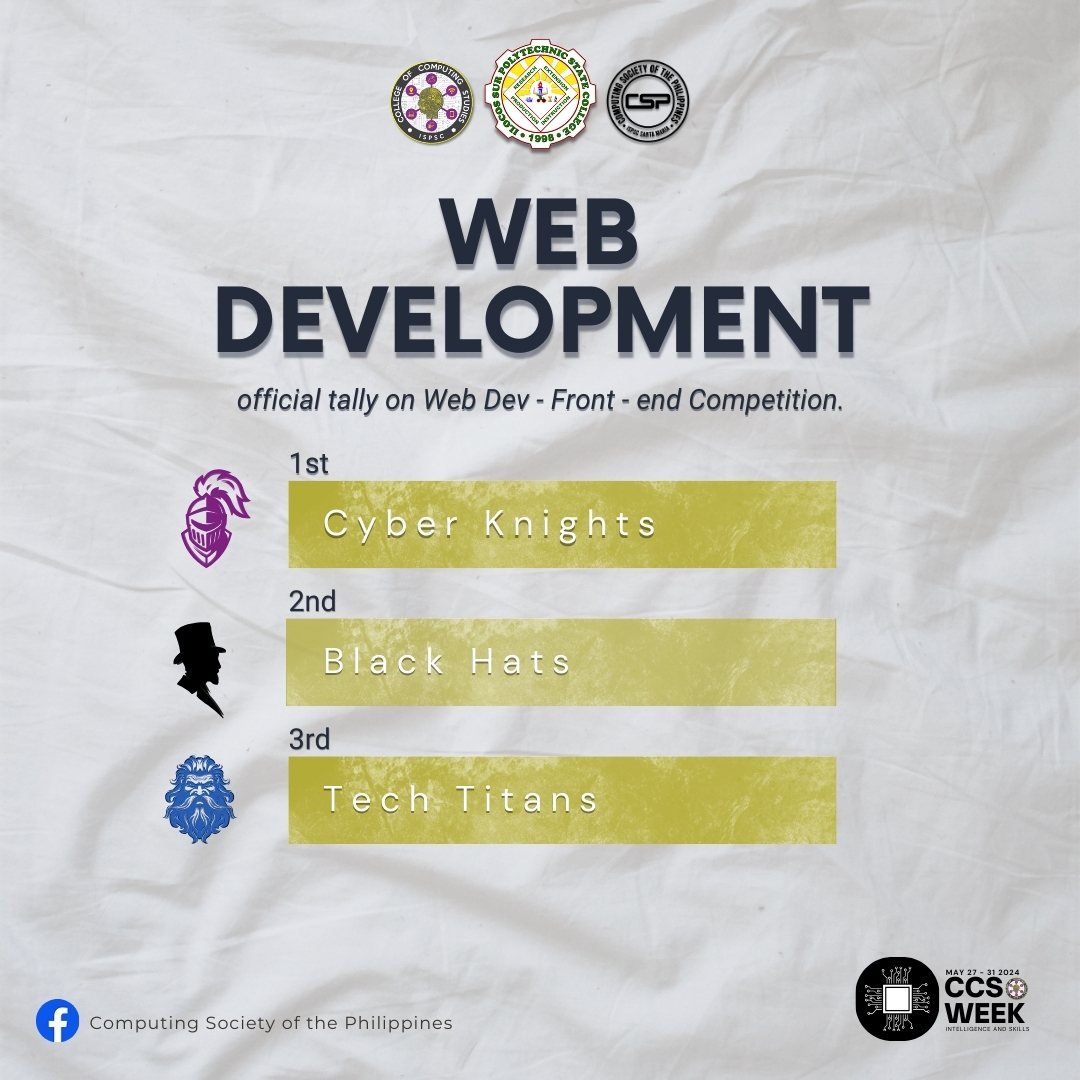 COLLEGE OF COMPUTING STUDIES
ISPSC
ILOCOS SUR POLYTECHNIC STATE COLLEGE
RESEARCH
EXTENSION
PRODUCTION
INSTRUCTION
1998
COMPUTING SOCIETY OF THE PHILIPPINES
CSP
ISPSC SANTA MARIA
WEB
DEVELOPMENT
official tally on Web Dev - Front - end Competition.
1st
Cyber Knights
2nd
Black Hats
3rd
Tech Titans
Computing Society of the Philippines
MAY 27 - 31 2024
CCS
WEEK
INTELLIGENCE AND SKILLS